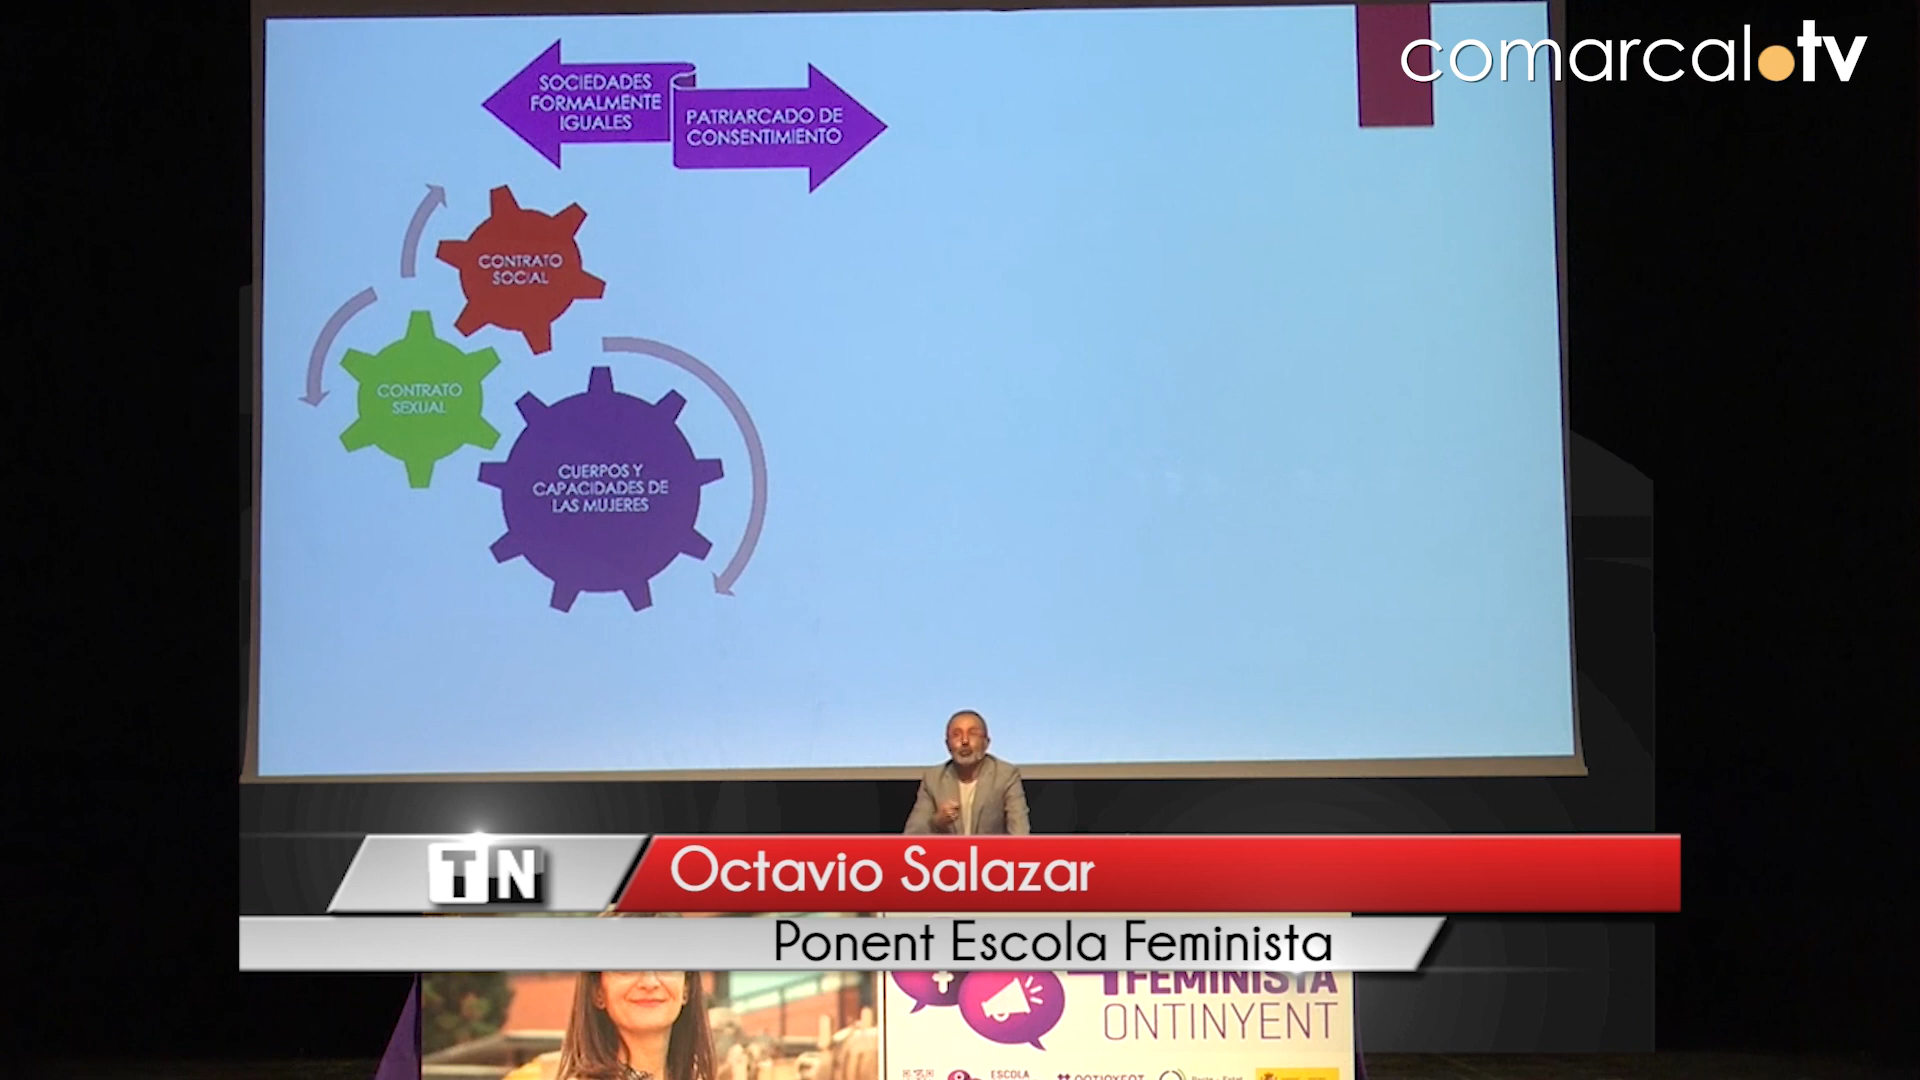 comarcal.tv
SOCIEDADES
FORMALMENTE
IGUALES
PATRIARCADO DE
CONSENTIMIENTO
CONTRATO
SOCIAL
CONTRATO
SEXUAL
CUERPOS Y
CAPACIDADES DE
LAS MUJERES
TN
Octavio Salazar
Ponent Escola Feminista
FEMINISTA
ONTINYENT
ESCOLA